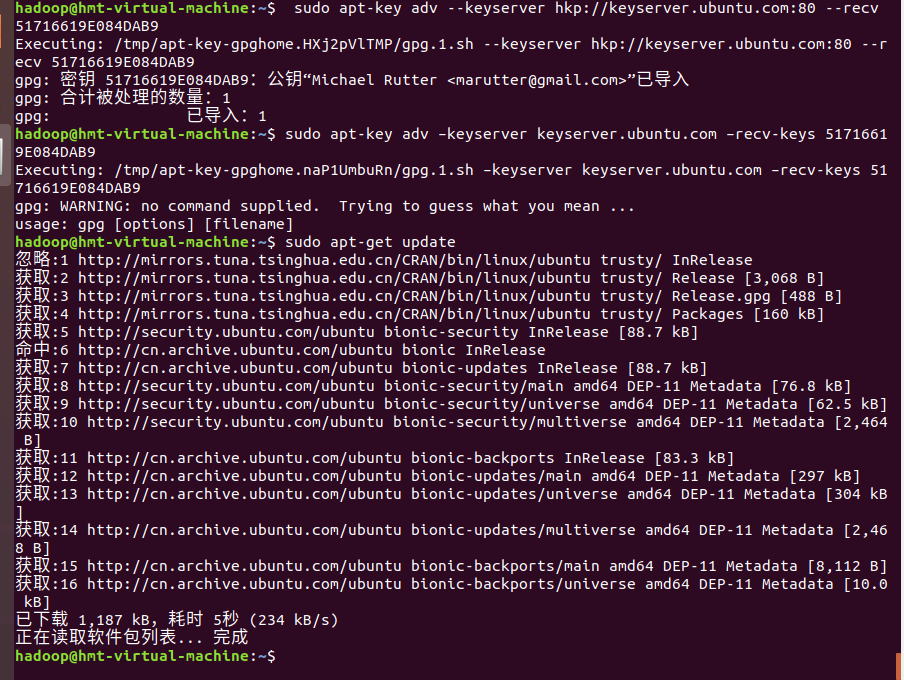 hadoop@hmt-virtual-machine:~$  sudo apt-key adv --keyserver hkp://keyserver.ubuntu.com:80 --recv
51716619E084DAB9
Executing: /tmp/apt-key-gpghome.HXj2pVlTMP/gpg.1.sh --keyserver hkp://keyserver.ubuntu.com:80 --r
ecv 51716619E084DAB9
gpg: 密钥 51716619E084DAB9：公钥“Michael Rutter <marutter@gmail.com>”已导入
gpg: 合计被处理的数量：1
gpg:               已导入：1
hadoop@hmt-virtual-machine:~$ sudo apt-key adv –keyserver keyserver.ubuntu.com –recv-keys 5171661
9E084DAB9
Executing: /tmp/apt-key-gpghome.naP1UmbuRn/gpg.1.sh –keyserver keyserver.ubuntu.com –recv-keys 51
716619E084DAB9
gpg: WARNING: no command supplied.  Trying to guess what you mean ...
usage: gpg [options] [filename]
hadoop@hmt-virtual-machine:~$ sudo apt-get update
忽略:1 http://mirrors.tuna.tsinghua.edu.cn/CRAN/bin/linux/ubuntu trusty/ InRelease
获取:2 http://mirrors.tuna.tsinghua.edu.cn/CRAN/bin/linux/ubuntu trusty/ Release [3,068 B]
获取:3 http://mirrors.tuna.tsinghua.edu.cn/CRAN/bin/linux/ubuntu trusty/ Release.gpg [488 B]
获取:4 http://mirrors.tuna.tsinghua.edu.cn/CRAN/bin/linux/ubuntu trusty/ Packages [160 kB]
获取:5 http://security.ubuntu.com/ubuntu bionic-security InRelease [88.7 kB]
命中:6 http://cn.archive.ubuntu.com/ubuntu bionic InRelease
获取:7 http://cn.archive.ubuntu.com/ubuntu bionic-updates InRelease [88.7 kB]
获取:8 http://security.ubuntu.com/ubuntu bionic-security/main amd64 DEP-11 Metadata [76.8 kB]
获取:9 http://security.ubuntu.com/ubuntu bionic-security/universe amd64 DEP-11 Metadata [62.5 kB]
获取:10 http://security.ubuntu.com/ubuntu bionic-security/multiverse amd64 DEP-11 Metadata [2,464
 B]
获取:11 http://cn.archive.ubuntu.com/ubuntu bionic-backports InRelease [83.3 kB]
获取:12 http://cn.archive.ubuntu.com/ubuntu bionic-updates/main amd64 DEP-11 Metadata [297 kB]
获取:13 http://cn.archive.ubuntu.com/ubuntu bionic-updates/universe amd64 DEP-11 Metadata [304 kB
]
获取:14 http://cn.archive.ubuntu.com/ubuntu bionic-updates/multiverse amd64 DEP-11 Metadata [2,46
8 B]
获取:15 http://cn.archive.ubuntu.com/ubuntu bionic-backports/main amd64 DEP-11 Metadata [8,112 B]
获取:16 http://cn.archive.ubuntu.com/ubuntu bionic-backports/universe amd64 DEP-11 Metadata [10.0
 kB]
已下载 1,187 kB，耗时 5秒 (234 kB/s)
正在读取软件包列表... 完成
hadoop@hmt-virtual-machine:~$